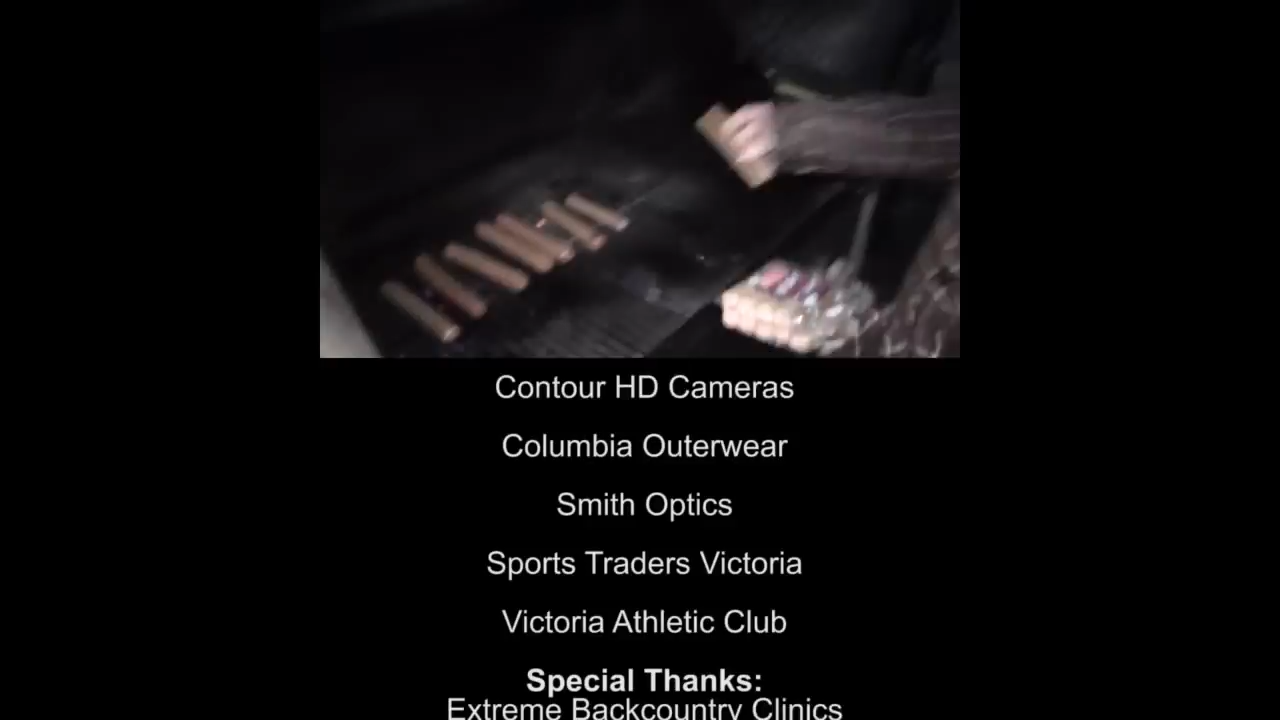 Contour HD Cameras
Columbia Outerwear
Smith Optics
Sports Traders Victoria
Victoria Athletic Club
Special Thanks:
Extreme Backcountry Clinics